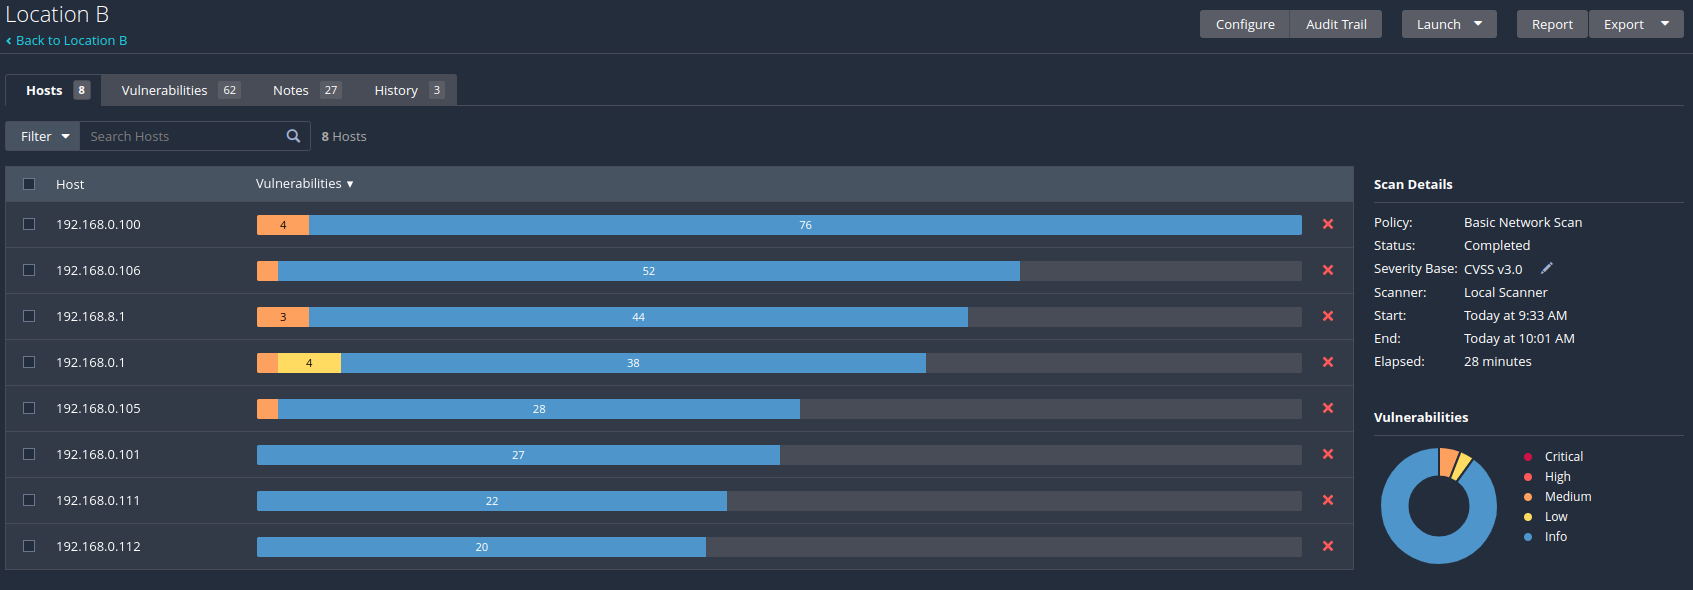 Location B
‹ Back to Location B
Configure Audit Trail Launch Report Export
Hosts 8 Vulnerabilities 62 Notes 27 History 3
Filter Search Hosts 8 Hosts
Host Vulnerabilities ▼
192.168.0.100 4 76
192.168.0.106 52
192.168.8.1 3 44
192.168.0.1 4 38
192.168.0.105 28
192.168.0.101 27
192.168.0.111 22
192.168.0.112 20
Scan Details
Policy: Basic Network Scan
Status: Completed
Severity Base: CVSS v3.0
Scanner: Local Scanner
Start: Today at 9:33 AM
End: Today at 10:01 AM
Elapsed: 28 minutes
Vulnerabilities
Critical
High
Medium
Low
Info